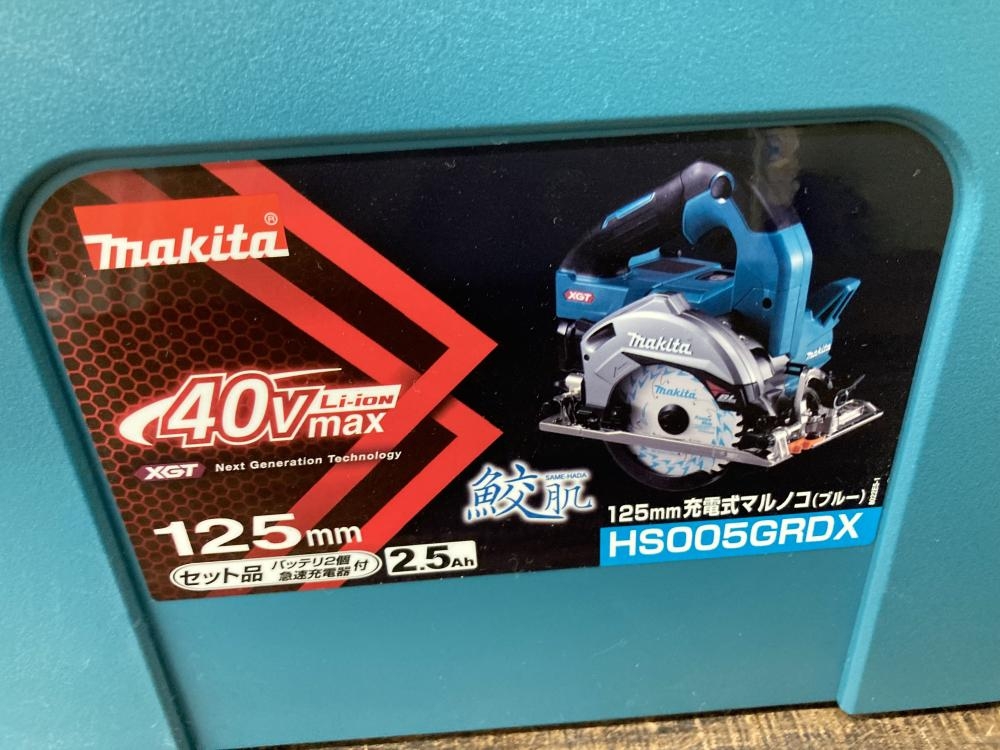 makita®
40Vmax Li-ion
XGT Next Generation Technology
125mm
セット品 バッテリ2個 急速充電器 付 2.5Ah
XGT
makita
makita
makita
鮫肌 SAME-HADA
125mm充電式マルノコ(ブルー)
HS005GRDX